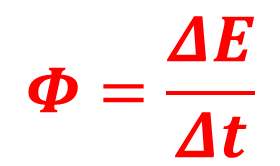 Φ = ΔE / Δt